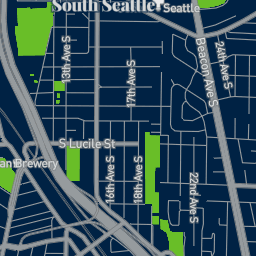 South Seattle
Seattle
13th Ave S
17th Ave S
Beacon Ave S
24th Ave S
S Lucile St
an Brewery
16th Ave S
18th Ave S
22nd Ave S